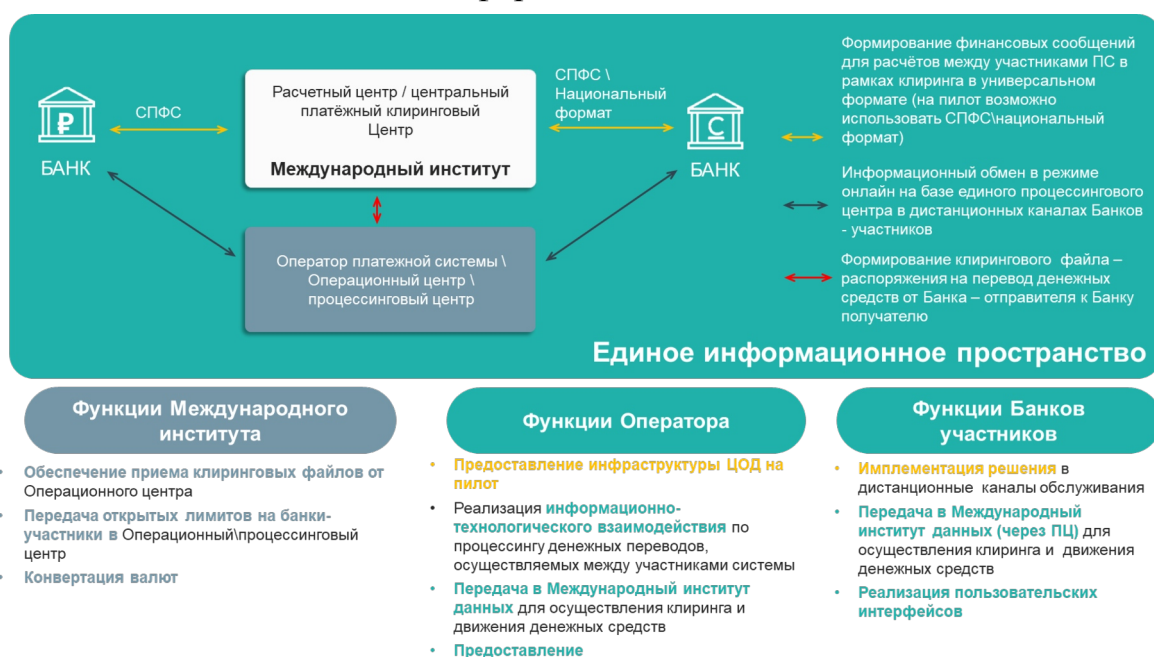 СПФС
БАНК
Расчетный центр / центральный
платёжный клиринговый
Центр
Международный институт
СПФС \
Национальный
формат
БАНК
Оператор платежной системы \
Операционный центр \
процессинговый центр
Формирование финансовых сообщений
для расчётов между участниками ПС в
рамках клиринга в универсальном
формате (на пилот возможно
использовать СПФС\национальный
формат)
Информационный обмен в режиме
онлайн на базе единого процессингового
центра в дистанционных каналах Банков
- участников
Формирование клирингового файла –
распоряжения на перевод денежных
средств от Банка – отправителя к Банку
получателю
Единое информационное пространство
Функции Международного
института
• Обеспечение приема клиринговых файлов от
Операционного центра
• Передача открытых лимитов на банки-
участники в Операционный\процессинговый
центр
• Конвертация валют
Функции Оператора
• Предоставление инфраструктуры ЦОД на
пилот
• Реализация информационно-
технологического взаимодействия по
процессингу денежных переводов,
осуществляемых между участниками системы
• Передача в Международный институт
данных для осуществления клиринга и
движения денежных средств
• Предоставление
Функции Банков
участников
• Имплементация решения в
дистанционные каналы обслуживания
• Передача в Международный
институт данных (через ПЦ) для
осуществления клиринга и движения
денежных средств
• Реализация пользовательских
интерфейсов